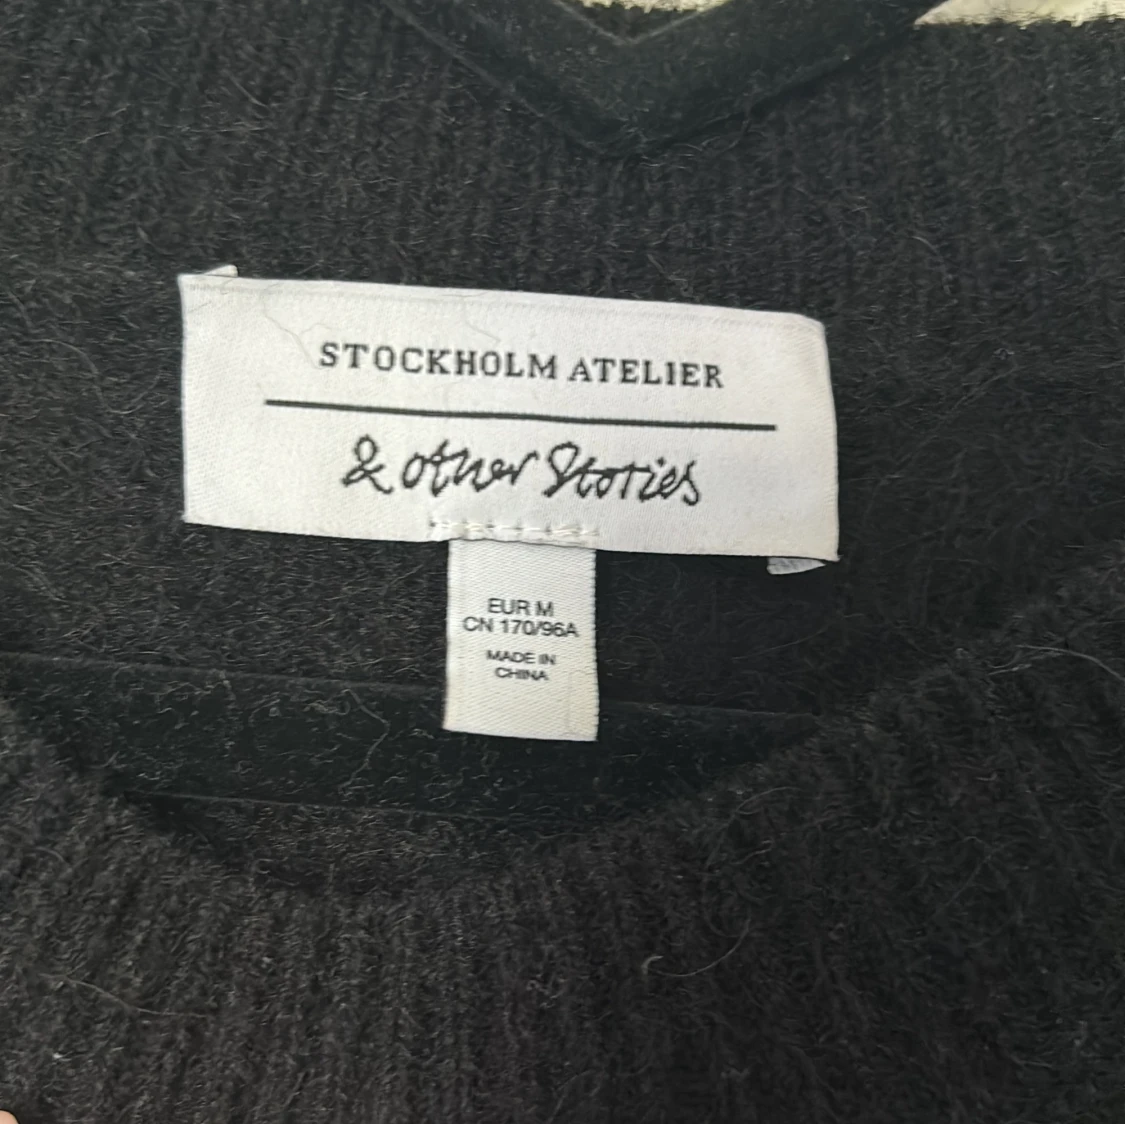 STOCKHOLM ATELIER
& other Stories
EUR M
CN 170/96A
MADE IN
CHINA